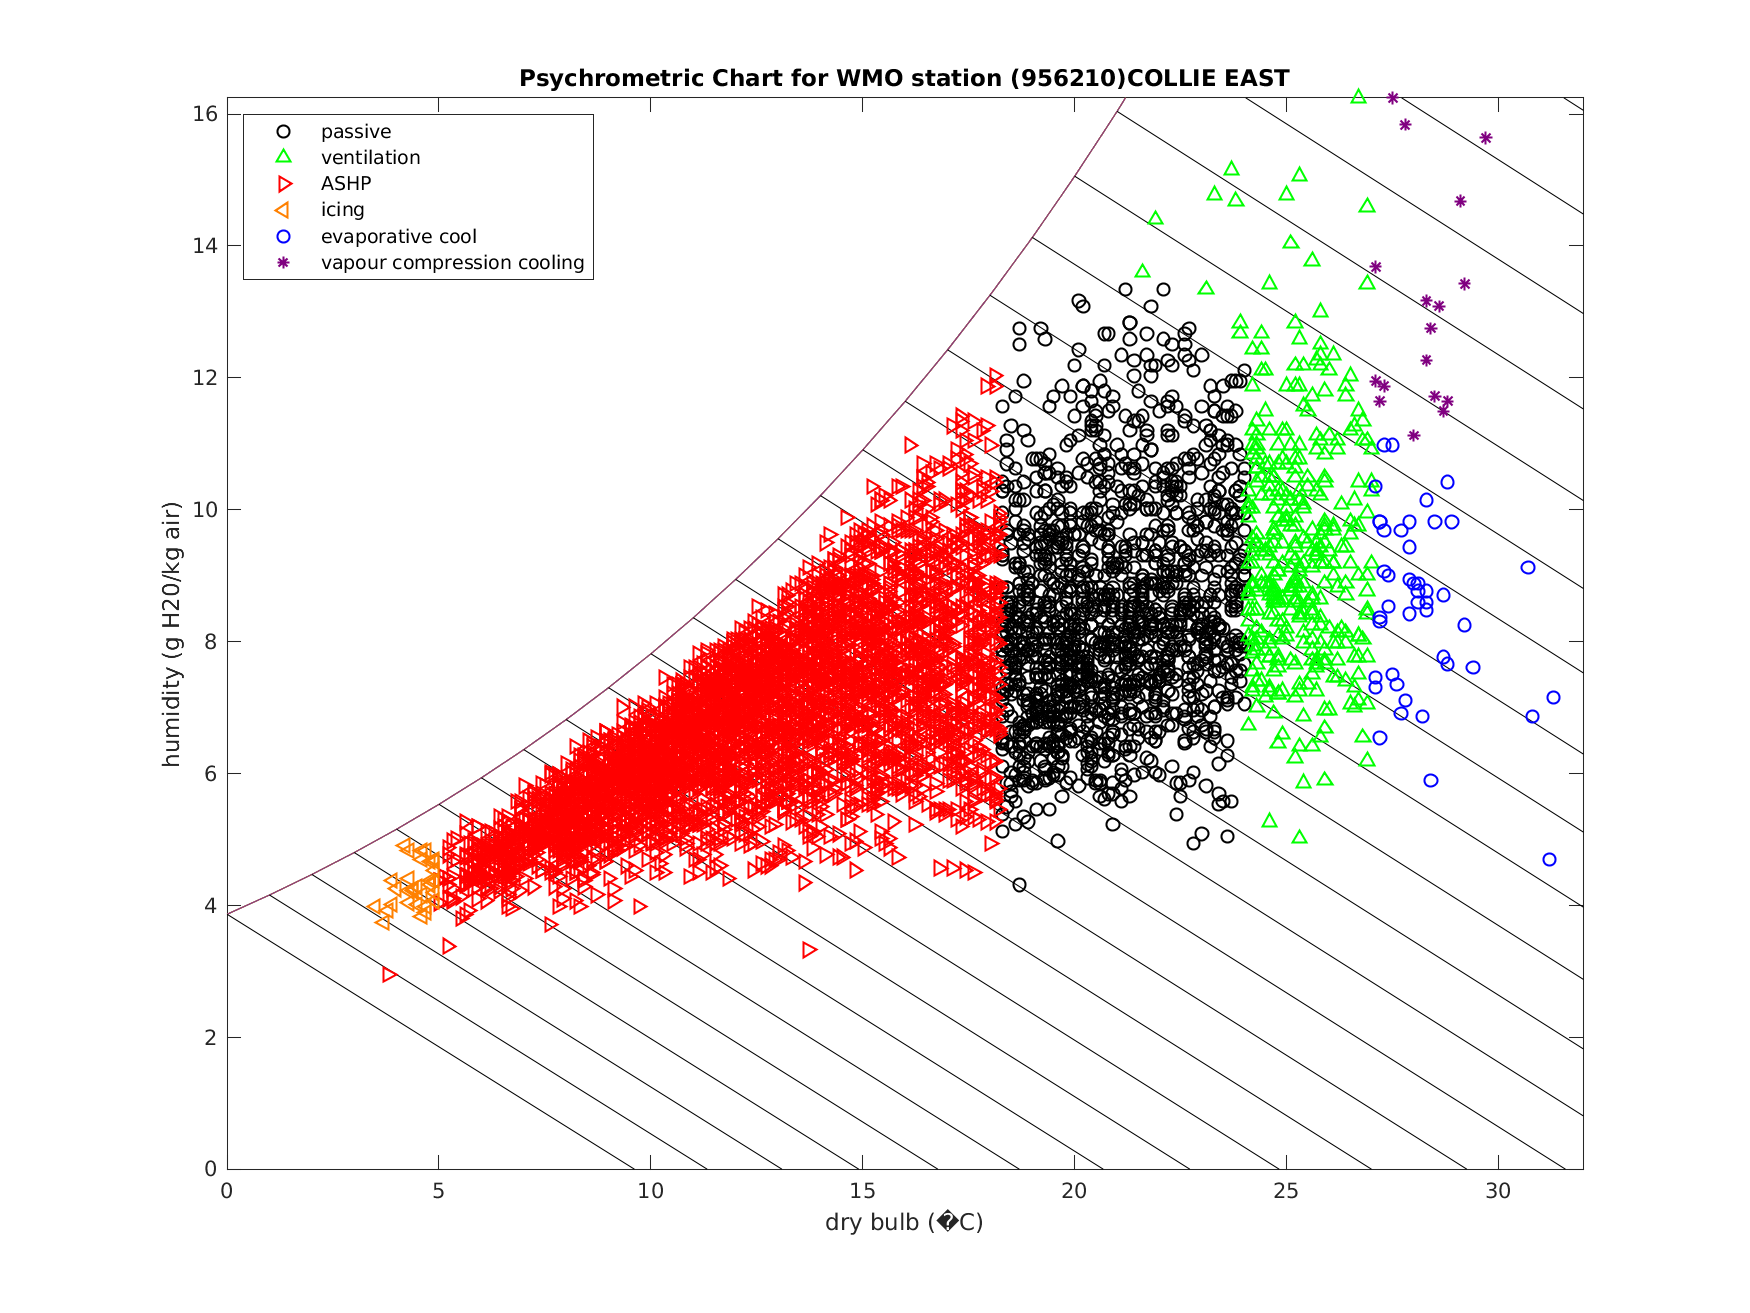 Psychrometric Chart for WMO station (956210)COLLIE EAST
passive
ventilation
ASHP
icing
evaporative cool
vapour compression cooling
16
14
12
10
8
6
4
2
0
humidity (g H20/kg air)
0 5 10 15 20 25 30
dry bulb (�C)